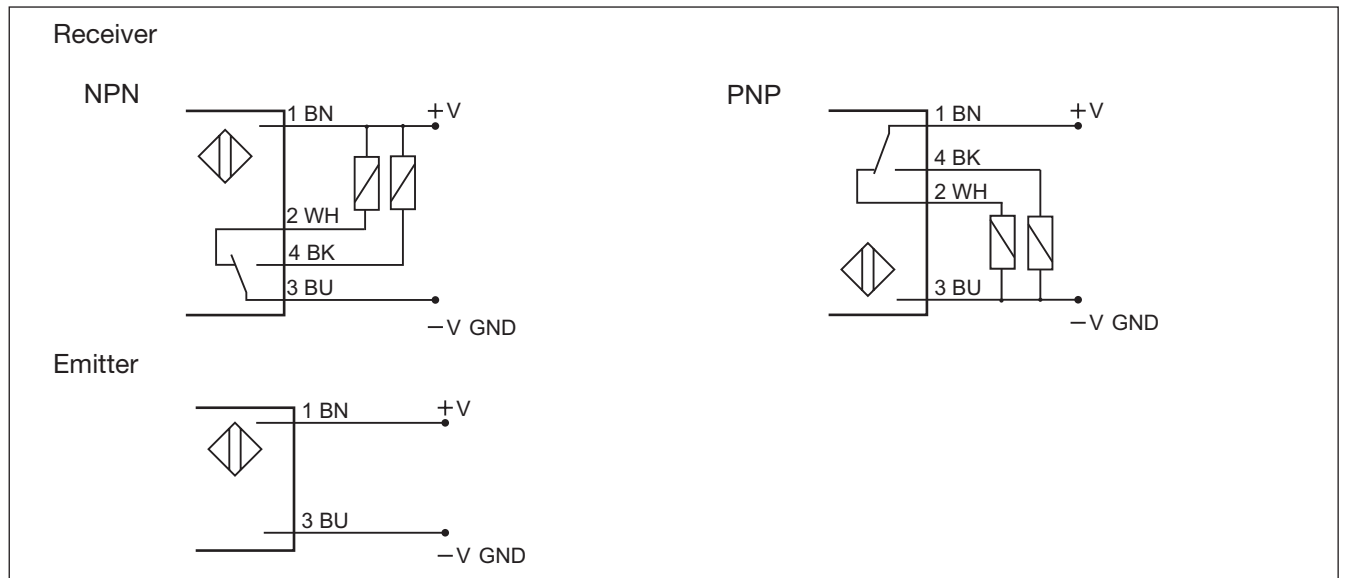 Receiver
NPN
1 BN
+V
2 WH
4 BK
3 BU
−V GND
PNP
1 BN
+V
4 BK
2 WH
3 BU
−V GND
Emitter
1 BN
+V
3 BU
−V GND